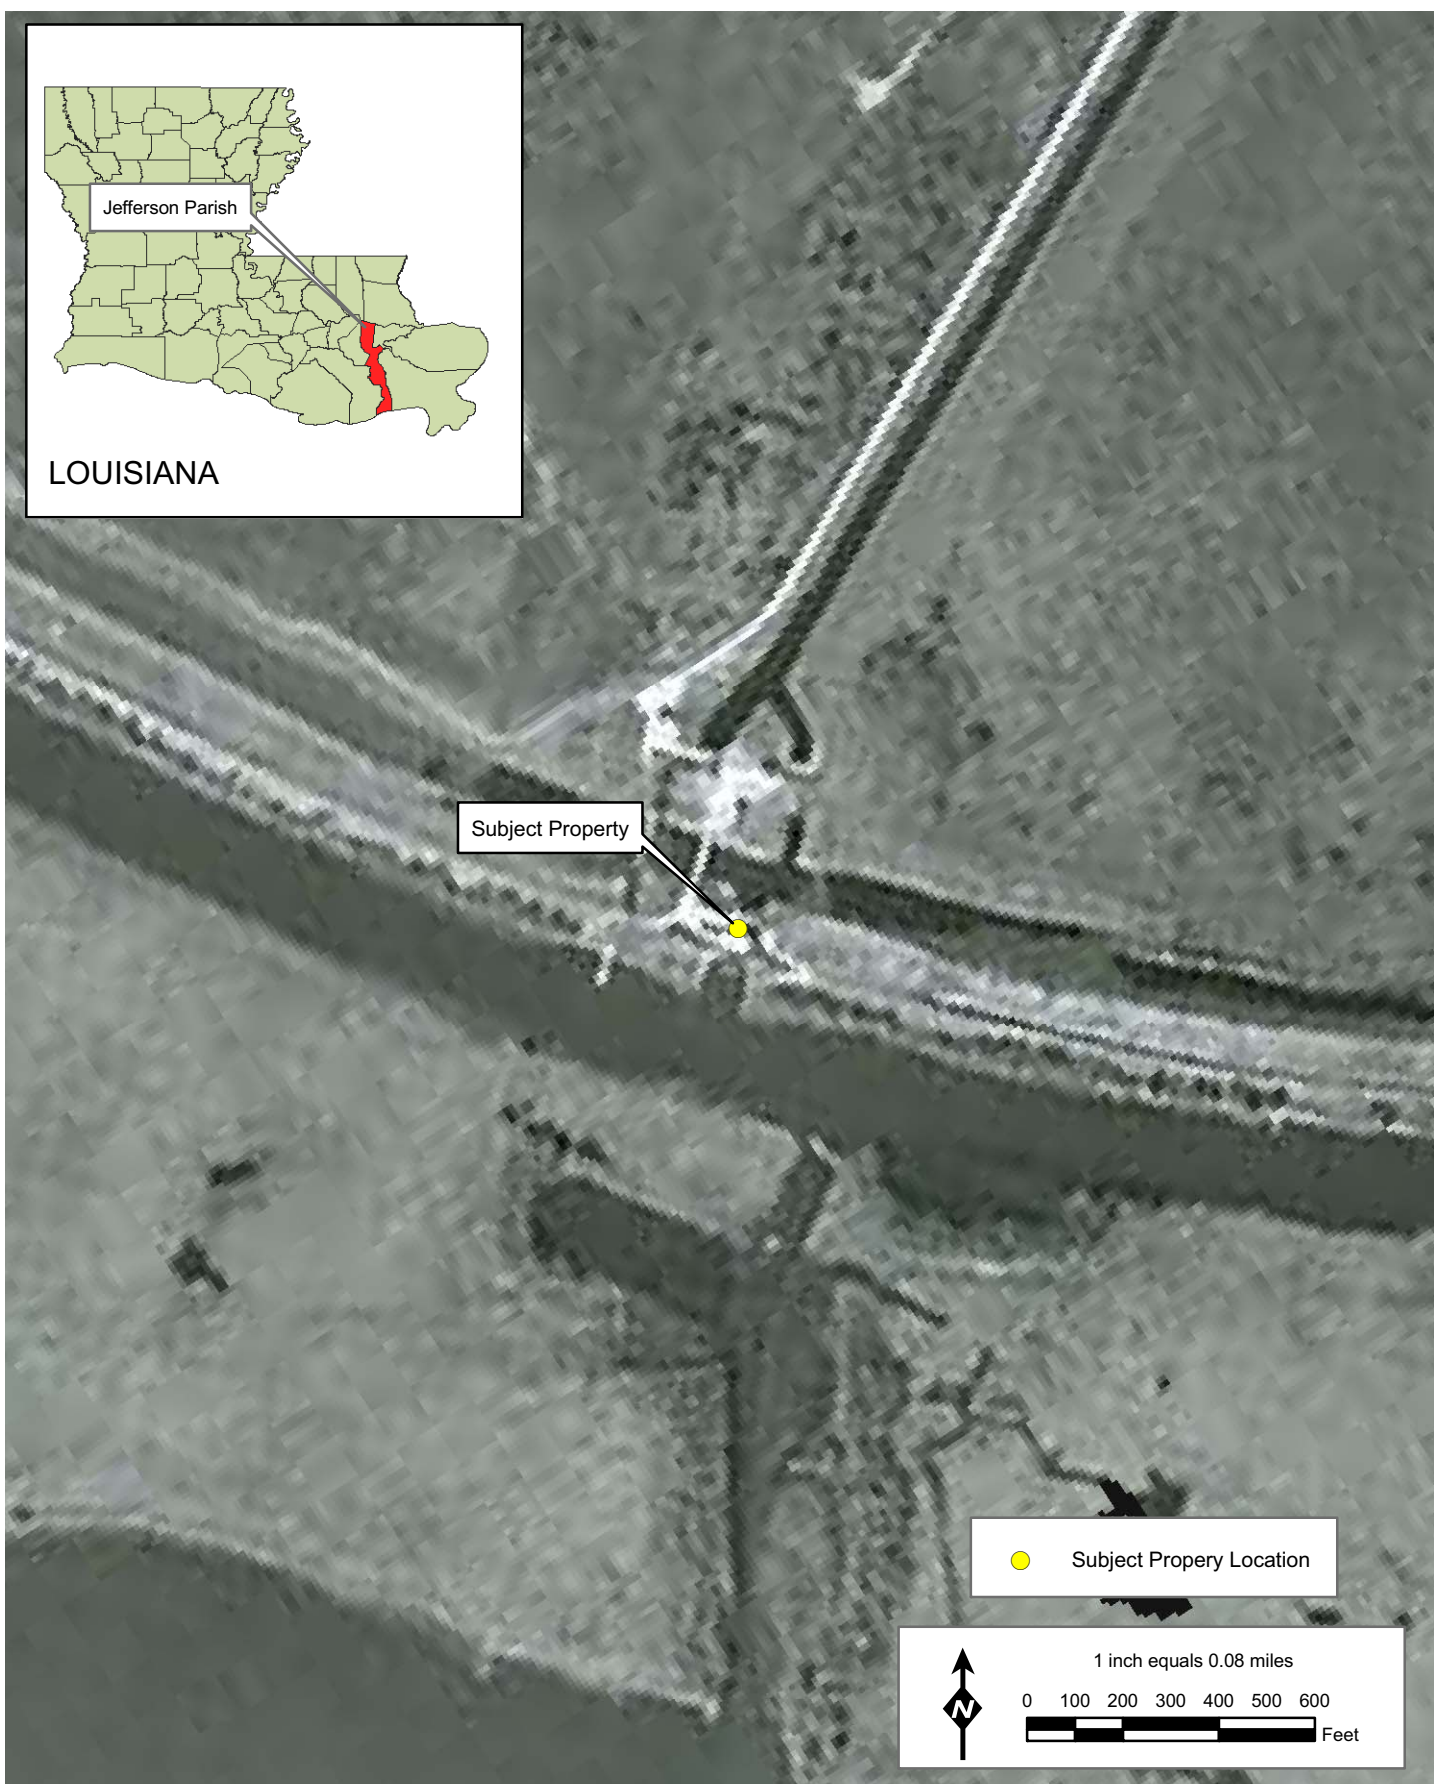 Jefferson Parish
LOUISIANA
Subject Property
Subject Propery Location
1 inch equals 0.08 miles
0 100 200 300 400 500 600
Feet
N